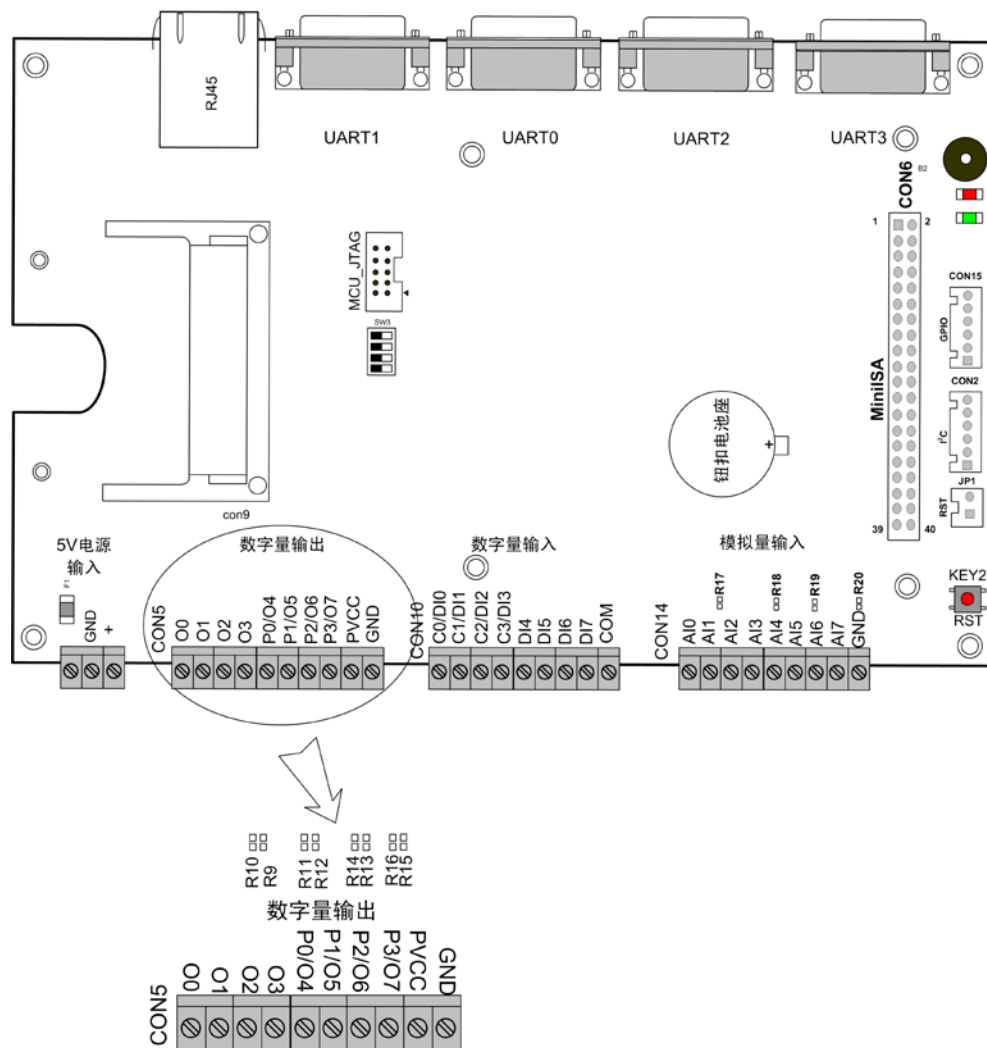 RJ45
UART1
UART0
UART2
UART3
CON6
B2
1
2
MCU_JTAG
SW3
CON15
GPIO
MiniISA
CON2
I²C
钮扣电池座
+
JP1
RST
39
40
con9
5V电源
输入
数字量输出
数字量输入
模拟量输入
F1
GND
+
CON5
O0
O1
O2
O3
P0/O4
P1/O5
P2/O6
P3/O7
PVCC
GND
CON10
C0/DI0
C1/DI1
C2/DI2
C3/DI3
DI4
DI5
DI6
DI7
COM
CON14
AI0
AI1
AI2
AI3
AI4
AI5
AI6
AI7
GND
R17
R18
R19
R20
KEY2
RST
R10
R9
R11
R12
R14
R13
R16
R15
数字量输出
CON5
O0
O1
O2
O3
P0/O4
P1/O5
P2/O6
P3/O7
PVCC
GND